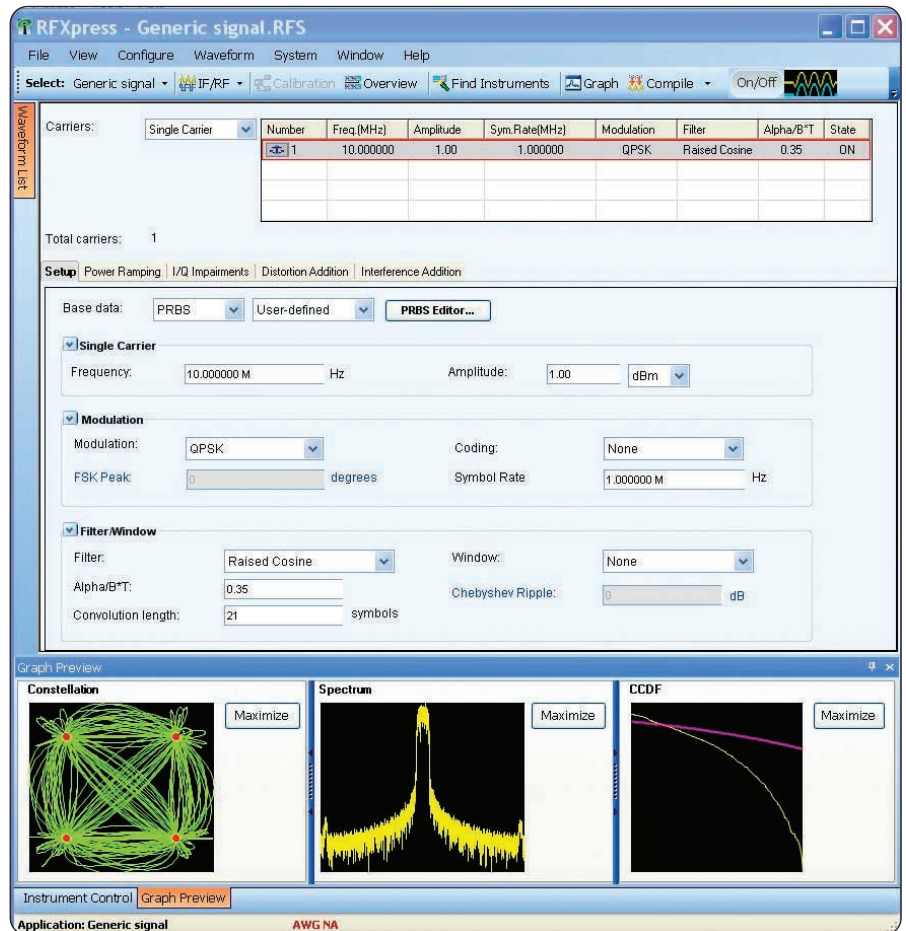 RFXpress - Generic signal.RFS
File View Configure Waveform System Window Help
Select: Generic signal IF/RF Calibration Overview Find Instruments Graph Compile On/Off
Waveform List
Carriers: Single Carrier
Number Freq.(MHz) Amplitude Sym.Rate(MHz) Modulation Filter Alpha/B*T State
1 10.000000 1.00 1.000000 QPSK Raised Cosine 0.35 ON
Total carriers: 1
Setup Power Ramping I/Q Impairments Distortion Addition Interference Addition
Base data: PRBS User-defined PRBS Editor...
Single Carrier
Frequency: 10.000000 M Hz Amplitude: 1.00 dBm
Modulation
Modulation: QPSK Coding: None
FSK Peak: 0 degrees Symbol Rate 1.000000 M Hz
Filter/Window
Filter: Raised Cosine Window: None
Alpha/B*T: 0.35 Chebyshev Ripple: 0 dB
Convolution length: 21 symbols
Graph Preview
Constellation Maximize Spectrum Maximize CCDF Maximize
Instrument Control Graph Preview
Application: Generic signal AWG NA